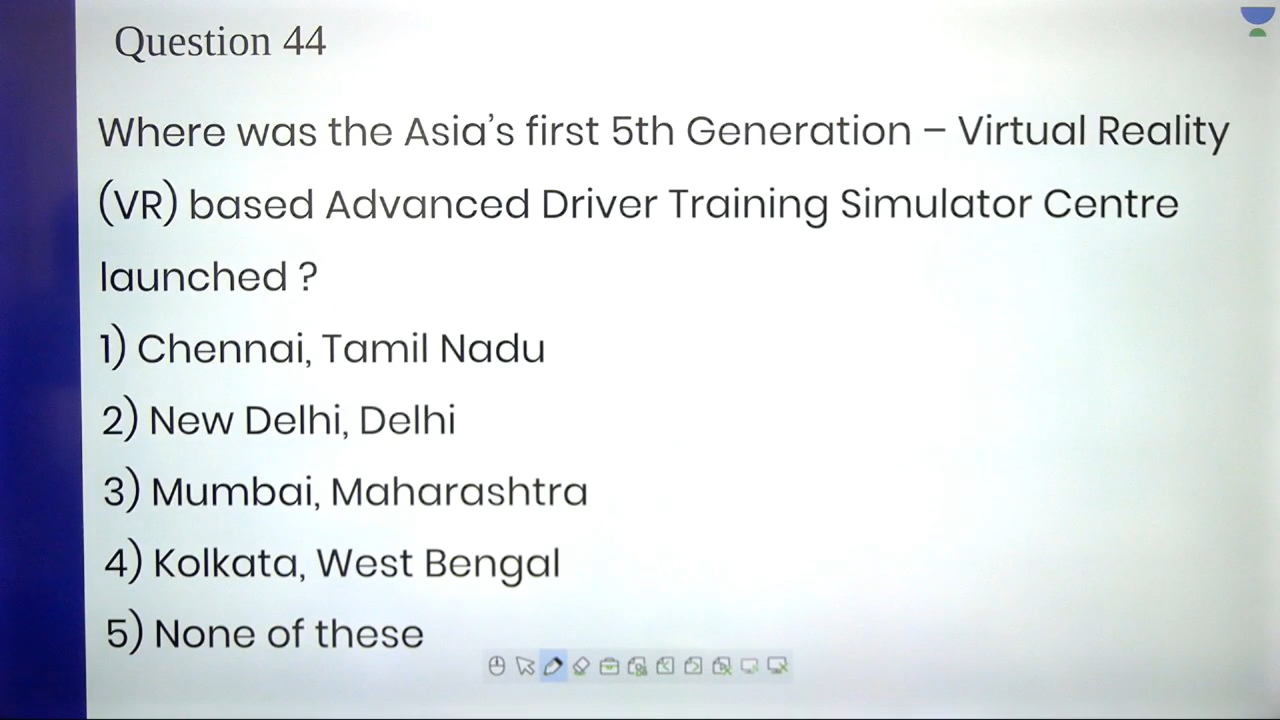 Question 44
Where was the Asia's first 5th Generation – Virtual Reality
(VR) based Advanced Driver Training Simulator Centre
launched ?
1) Chennai, Tamil Nadu
2) New Delhi, Delhi
3) Mumbai, Maharashtra
4) Kolkata, West Bengal
5) None of these